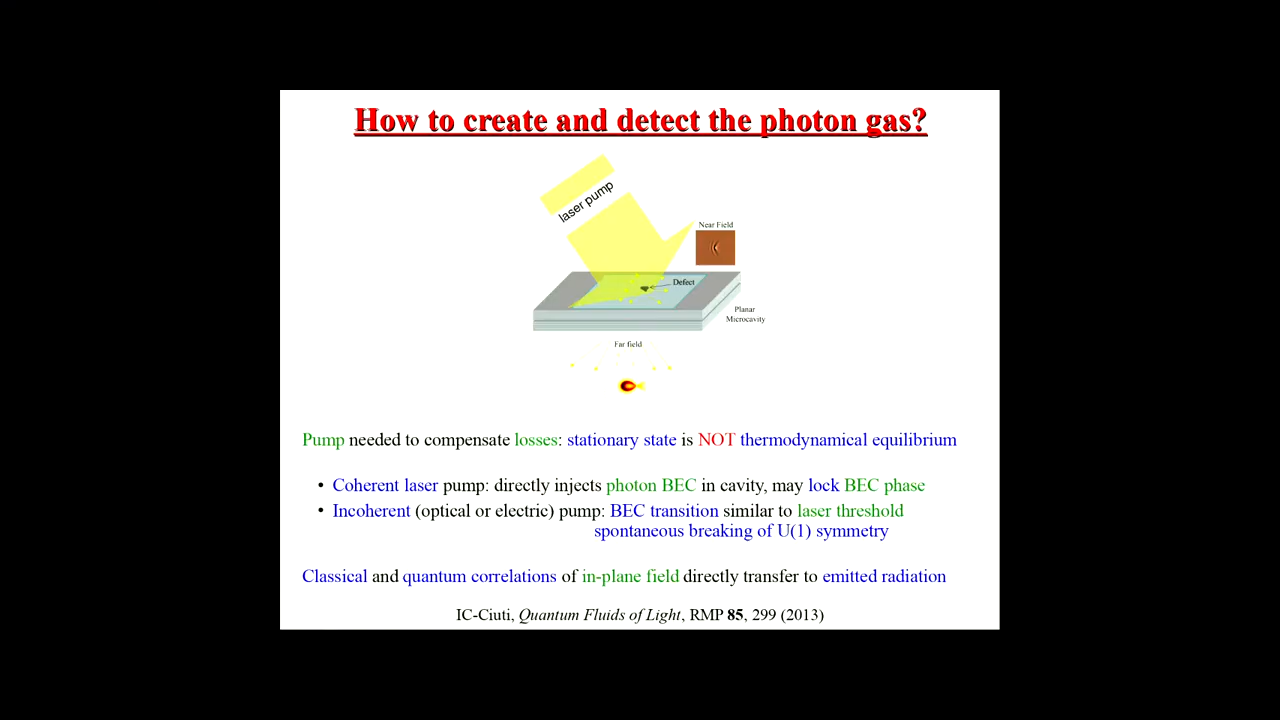 How to create and detect the photon gas?
laser pump
Near Field
Defect
Planar
Microcavity
Far field
Pump needed to compensate losses: stationary state is NOT thermodynamical equilibrium
• Coherent laser pump: directly injects photon BEC in cavity, may lock BEC phase
• Incoherent (optical or electric) pump: BEC transition similar to laser threshold
spontaneous breaking of U(1) symmetry
Classical and quantum correlations of in-plane field directly transfer to emitted radiation
IC-Ciuti, Quantum Fluids of Light, RMP 85, 299 (2013)